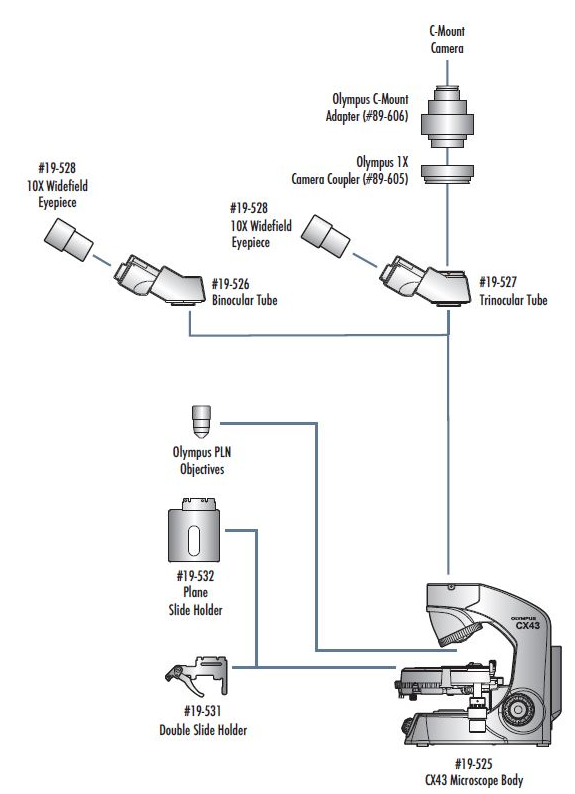 C-Mount
Camera
Olympus C-Mount
Adapter (#89-606)
Olympus 1X
Camera Coupler (#89-605)
#19-528
10X Widefield
Eyepiece
#19-528
10X Widefield
Eyepiece
#19-526
Binocular Tube
#19-527
Trinocular Tube
Olympus PLN
Objectives
#19-532
Plane
Slide Holder
OLYMPUS
CX43
#19-531
Double Slide Holder
#19-525
CX43 Microscope Body